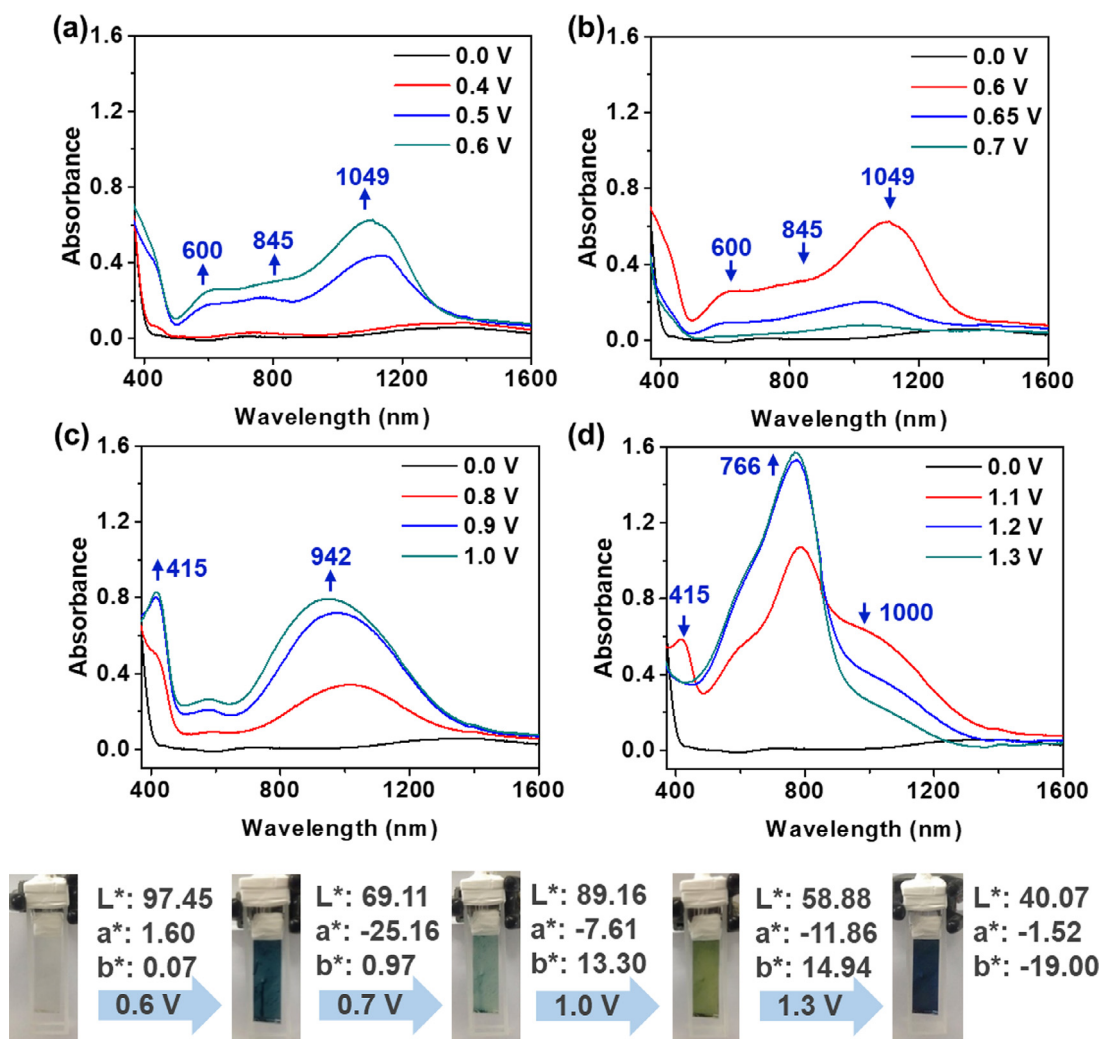 (a)
1.6
1.2
0.8
0.4
0.0
Absorbance
0.0 V
0.4 V
0.5 V
0.6 V
600
845
1049
400
800
1200
1600
Wavelength (nm)
(b)
1.6
1.2
0.8
0.4
0.0
Absorbance
0.0 V
0.6 V
0.65 V
0.7 V
600
845
1049
400
800
1200
1600
Wavelength (nm)
(c)
1.6
1.2
0.8
0.4
0.0
Absorbance
0.0 V
0.8 V
0.9 V
1.0 V
415
942
400
800
1200
1600
Wavelength (nm)
(d)
1.6
1.2
0.8
0.4
0.0
Absorbance
0.0 V
1.1 V
1.2 V
1.3 V
766
415
1000
400
800
1200
1600
Wavelength (nm)
L*: 97.45
a*: 1.60
b*: 0.07
0.6 V
L*: 69.11
a*: -25.16
b*: 0.97
0.7 V
L*: 89.16
a*: -7.61
b*: 13.30
1.0 V
L*: 58.88
a*: -11.86
b*: 14.94
1.3 V
L*: 40.07
a*: -1.52
b*: -19.00